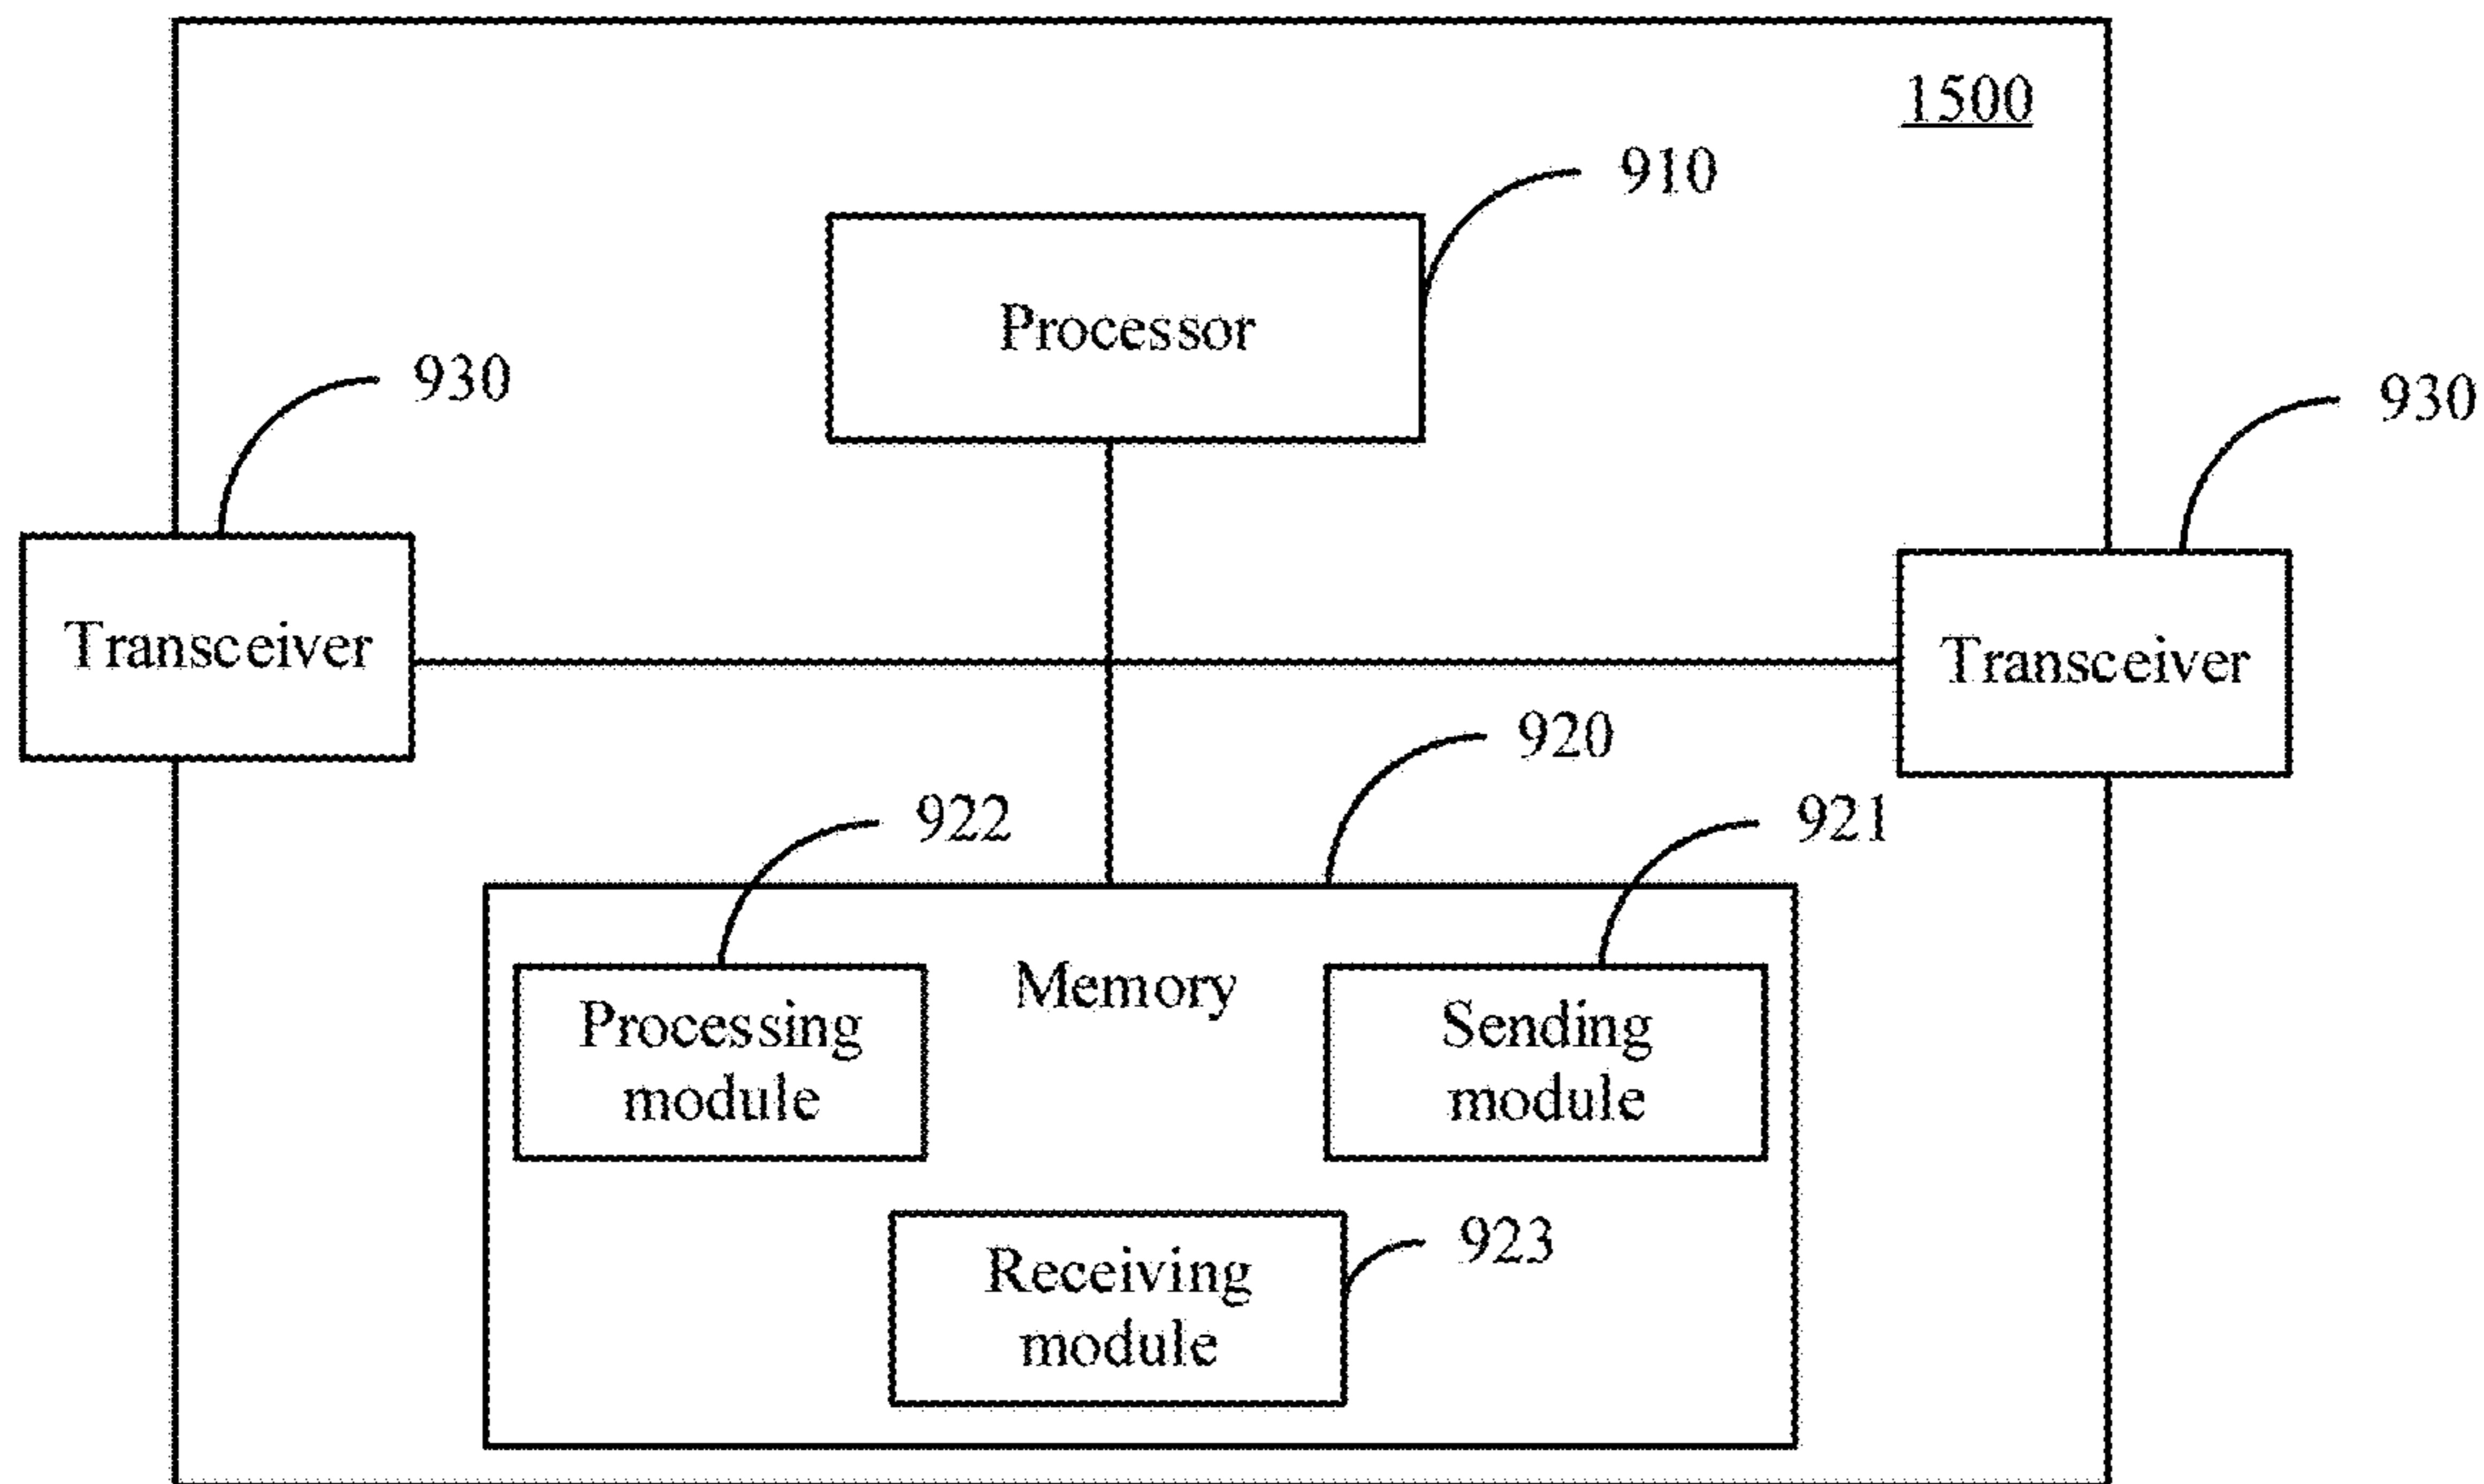 1500
910
Processor
930
930
Transceiver
Transceiver
920
922
921
Memory
Processing
module
Sending
module
923
Receiving
module